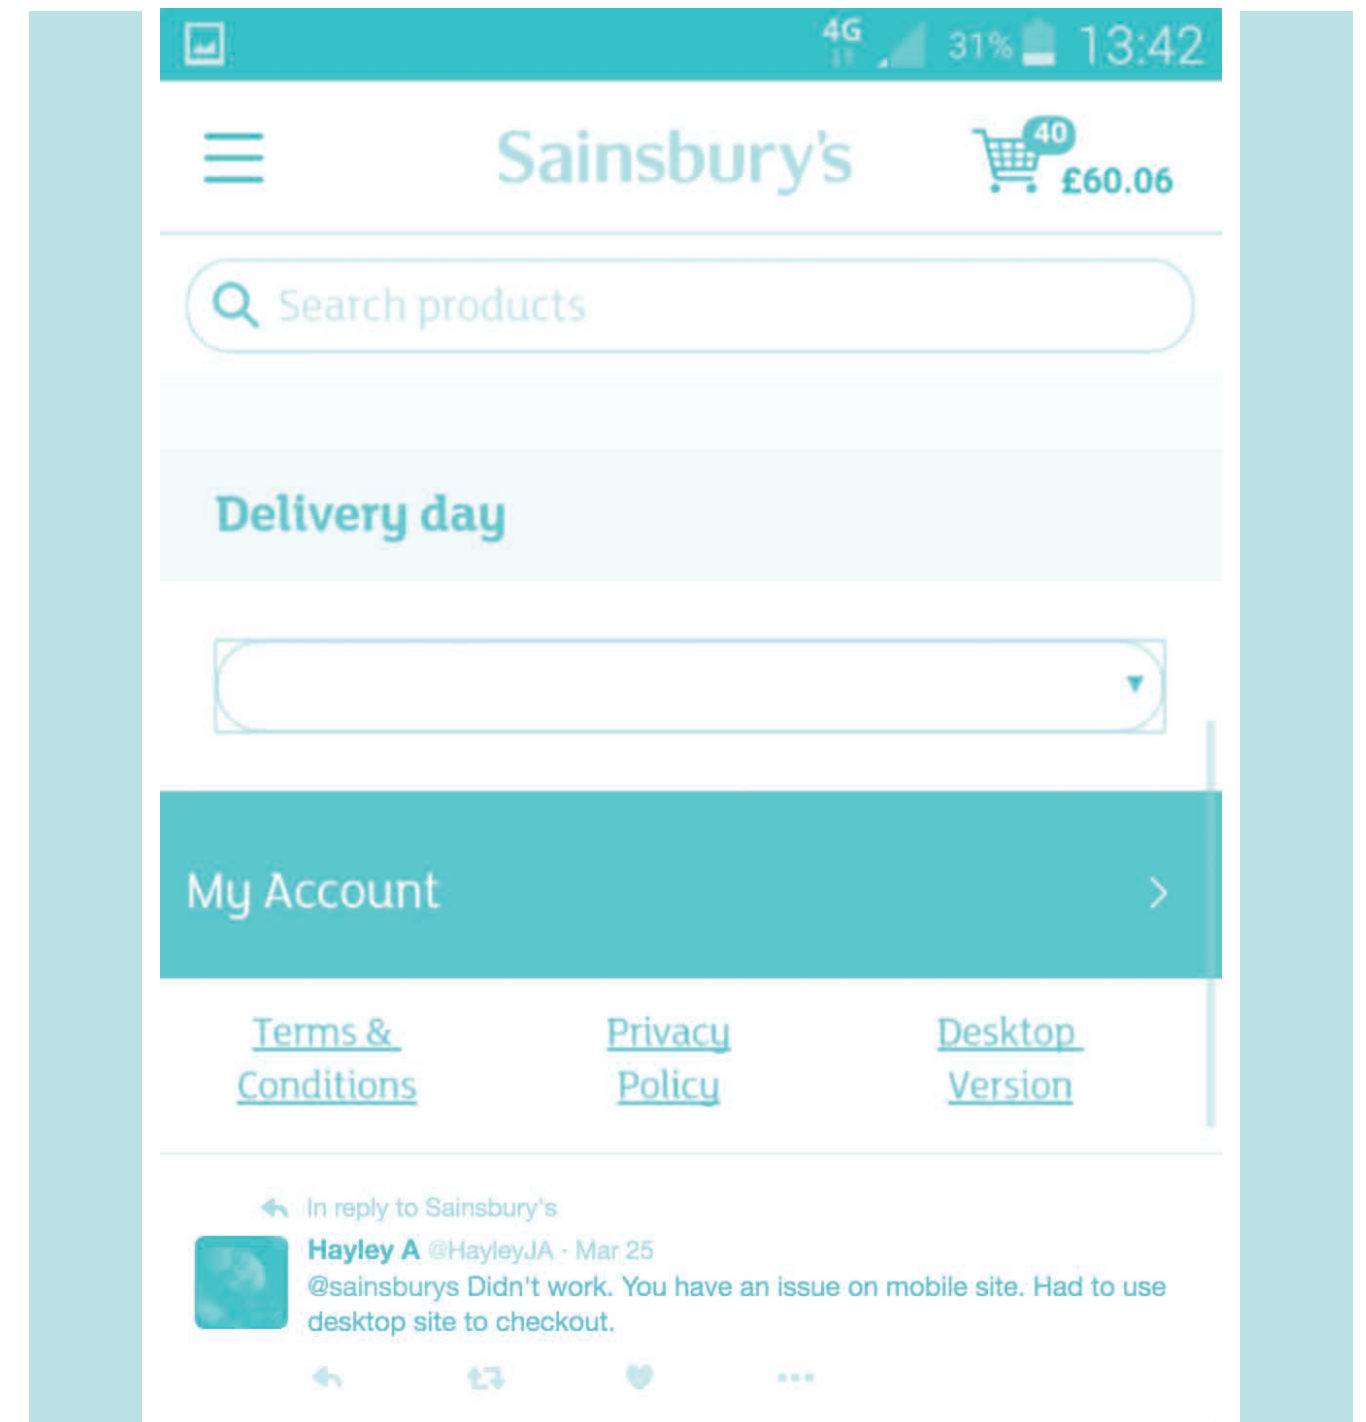 4G 31% 13:42
Sainsbury's
40
£60.06
Search products
Delivery day
My Account
Terms &
Conditions
Privacy
Policy
Desktop
Version
In reply to Sainsbury's
Hayley A @HayleyJA - Mar 25
@sainsburys Didn't work. You have an issue on mobile site. Had to use
desktop site to checkout.